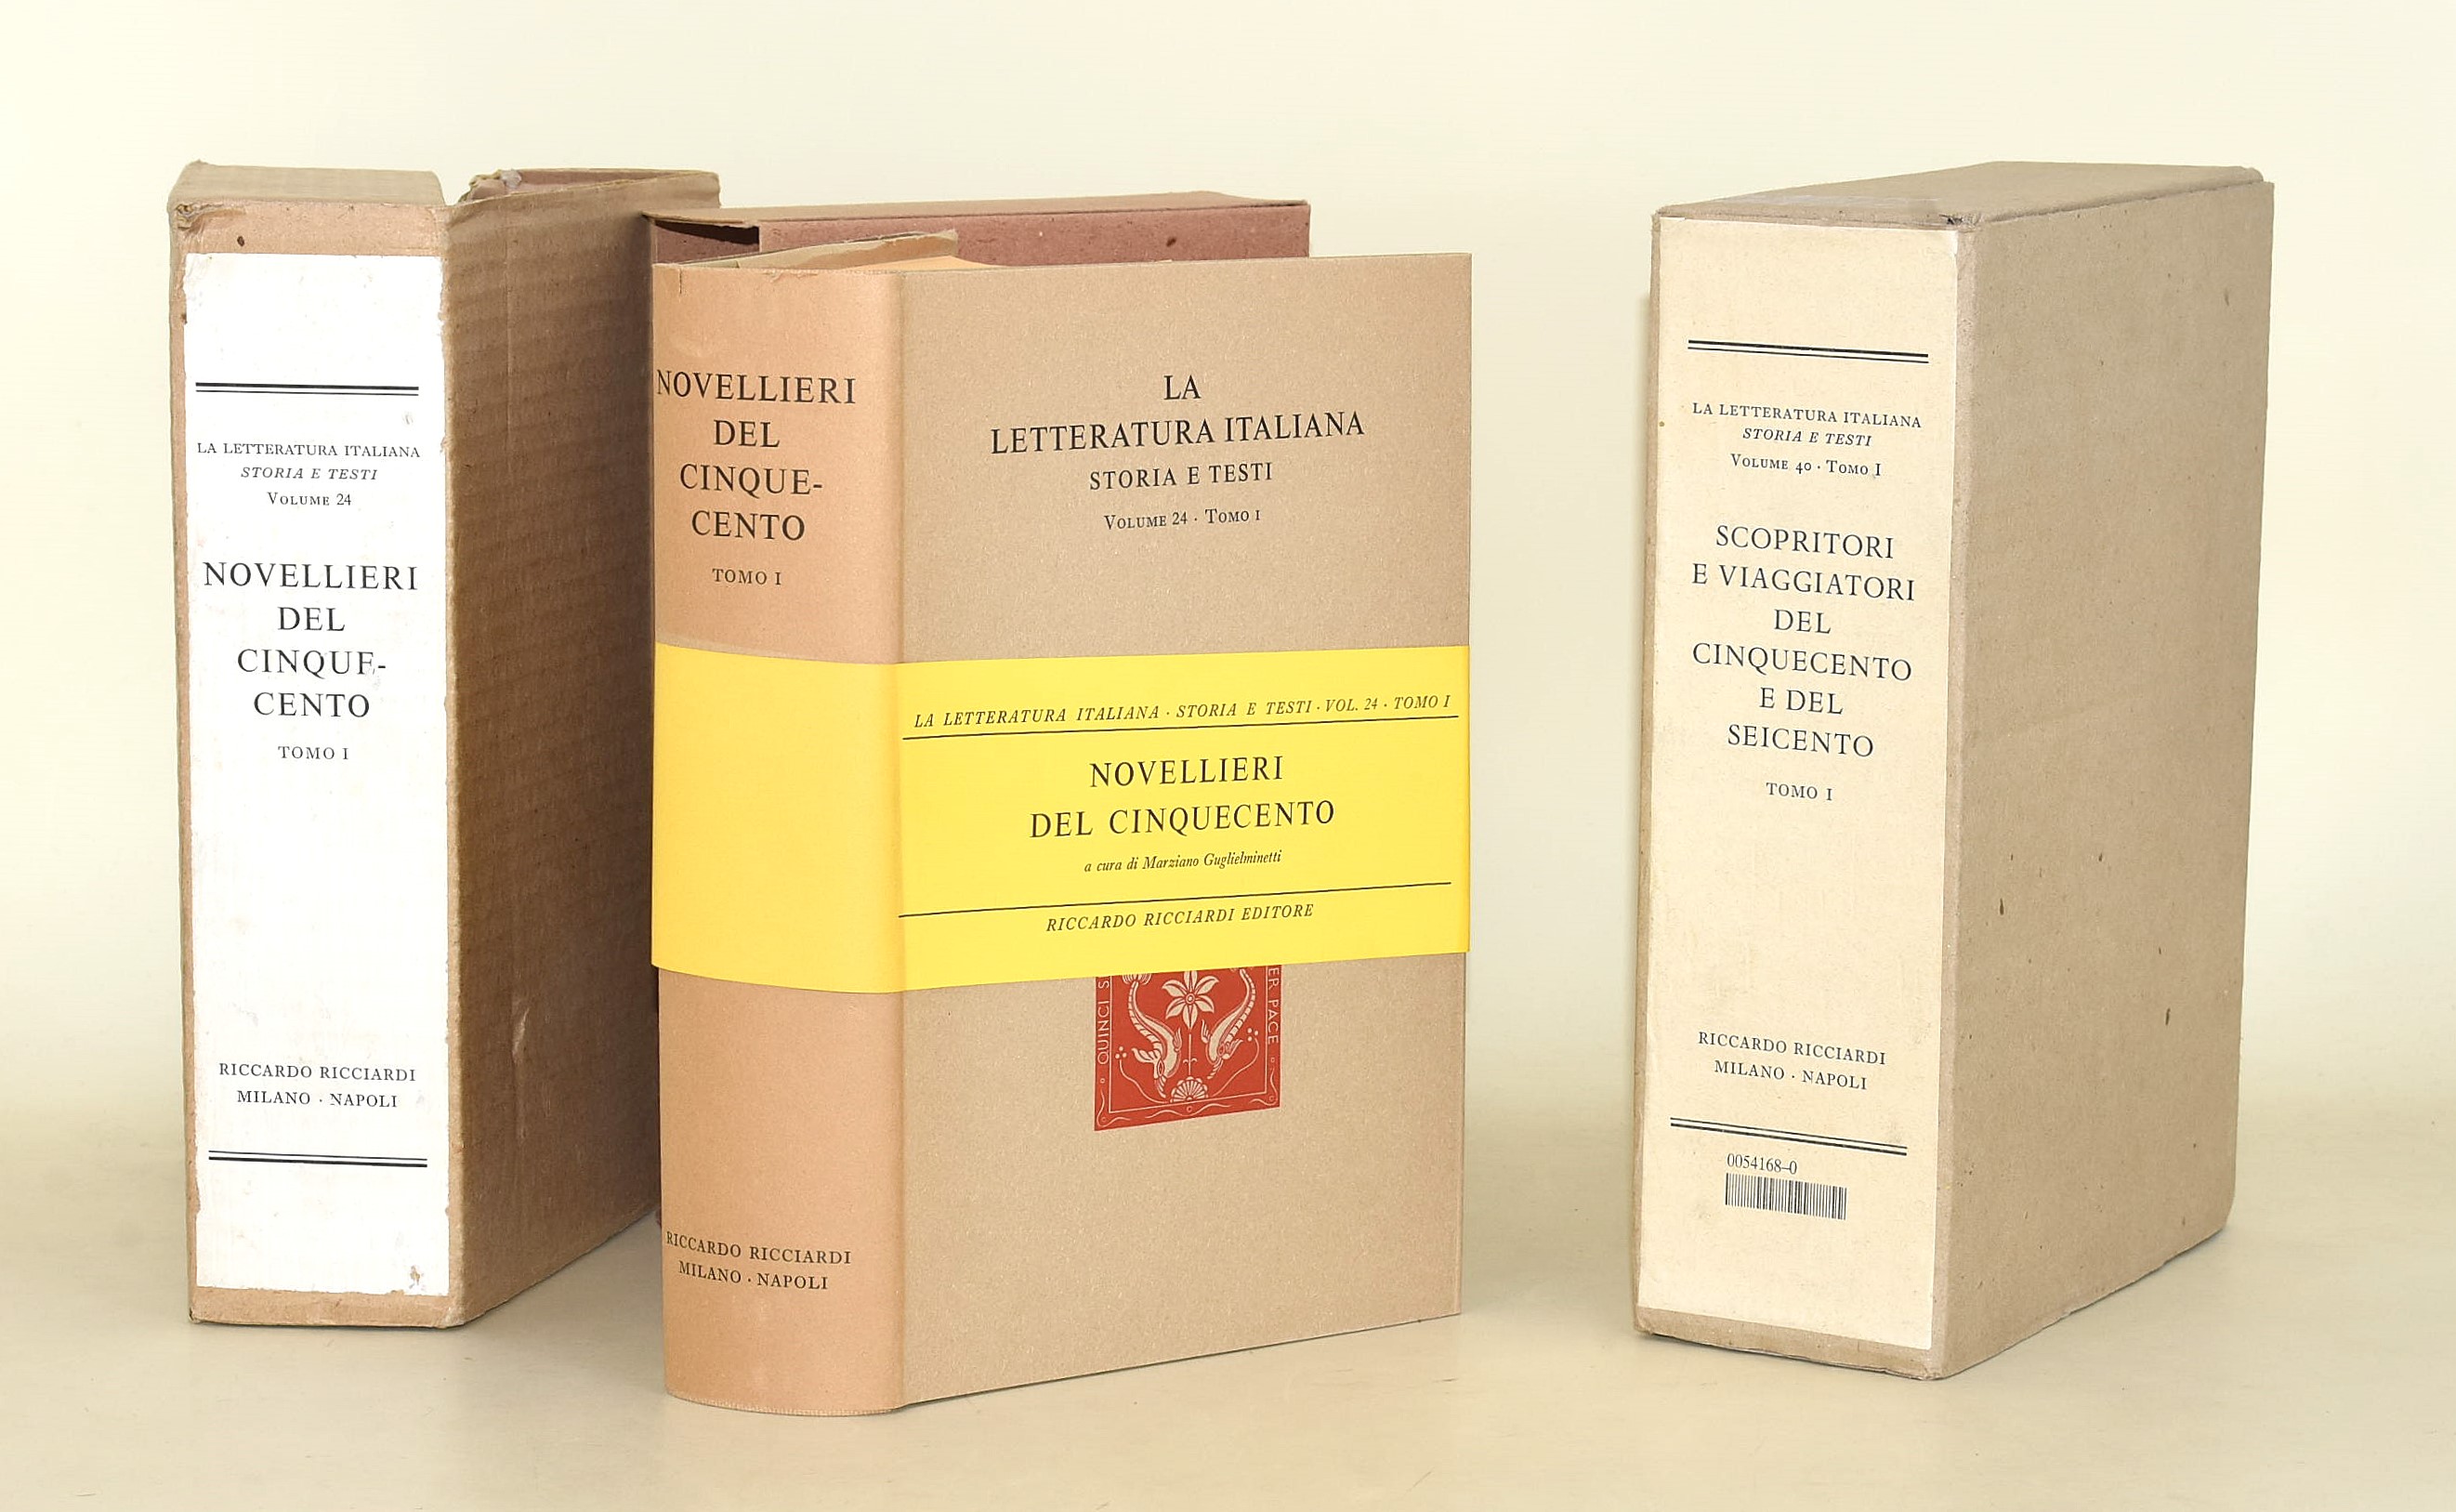 LA LETTERATURA ITALIANA
STORIA E TESTI
VOLUME 24
NOVELLIERI
DEL
CINQUE-
CENTO
TOMO I
RICCARDO RICCIARDI
MILANO · NAPOLI
NOVELLIERI
DEL
CINQUE-
CENTO
TOMO I
RICCARDO RICCIARDI
MILANO · NAPOLI
LA
LETTERATURA ITALIANA
STORIA E TESTI
VOLUME 24 · TOMO I
LA LETTERATURA ITALIANA · STORIA E TESTI · VOL. 24 · TOMO I
NOVELLIERI
DEL CINQUECENTO
a cura di Marziano Guglielminetti
RICCARDO RICCIARDI EDITORE
QUINCI
PACE
LA LETTERATURA ITALIANA
STORIA E TESTI
VOLUME 40 · TOMO I
SCOPRITORI
E VIAGGIATORI
DEL
CINQUECENTO
E DEL
SEICENTO
TOMO I
RICCARDO RICCIARDI
MILANO · NAPOLI
0054168-0